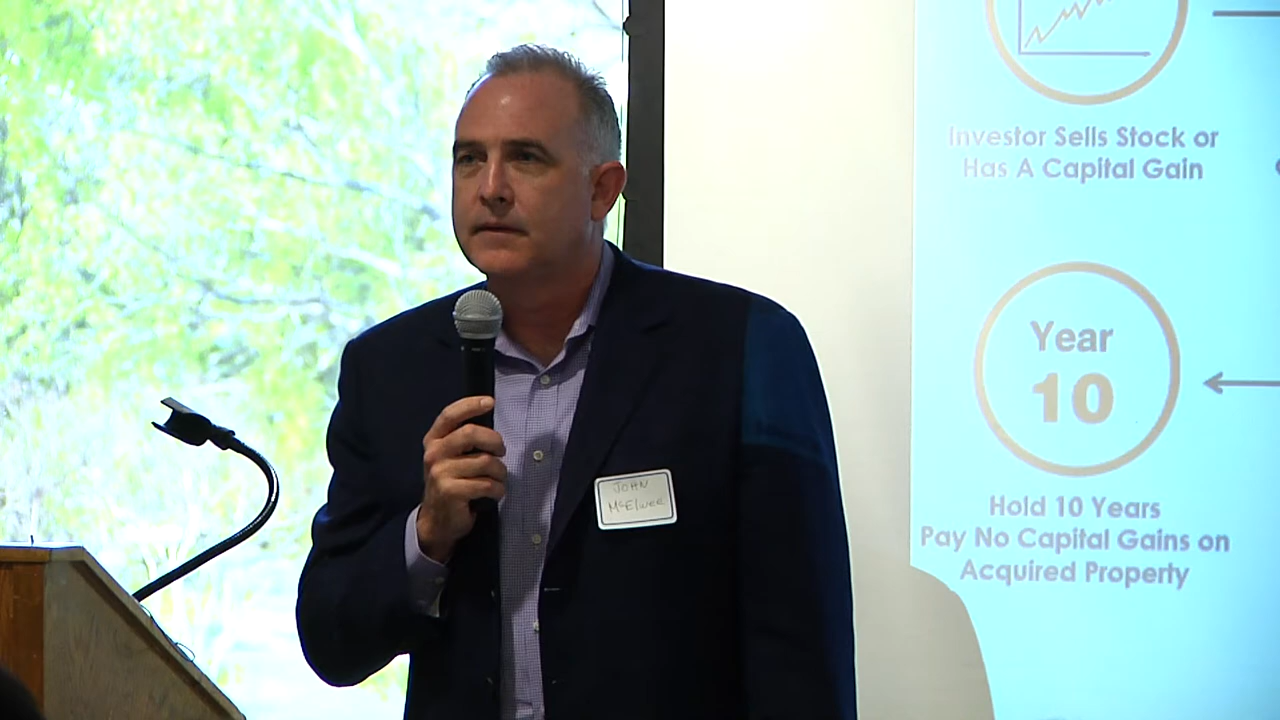 JOHN
McElwee
Investor Sells Stock or
Has A Capital Gain
Year
10
Hold 10 Years
Pay No Capital Gains on
Acquired Property